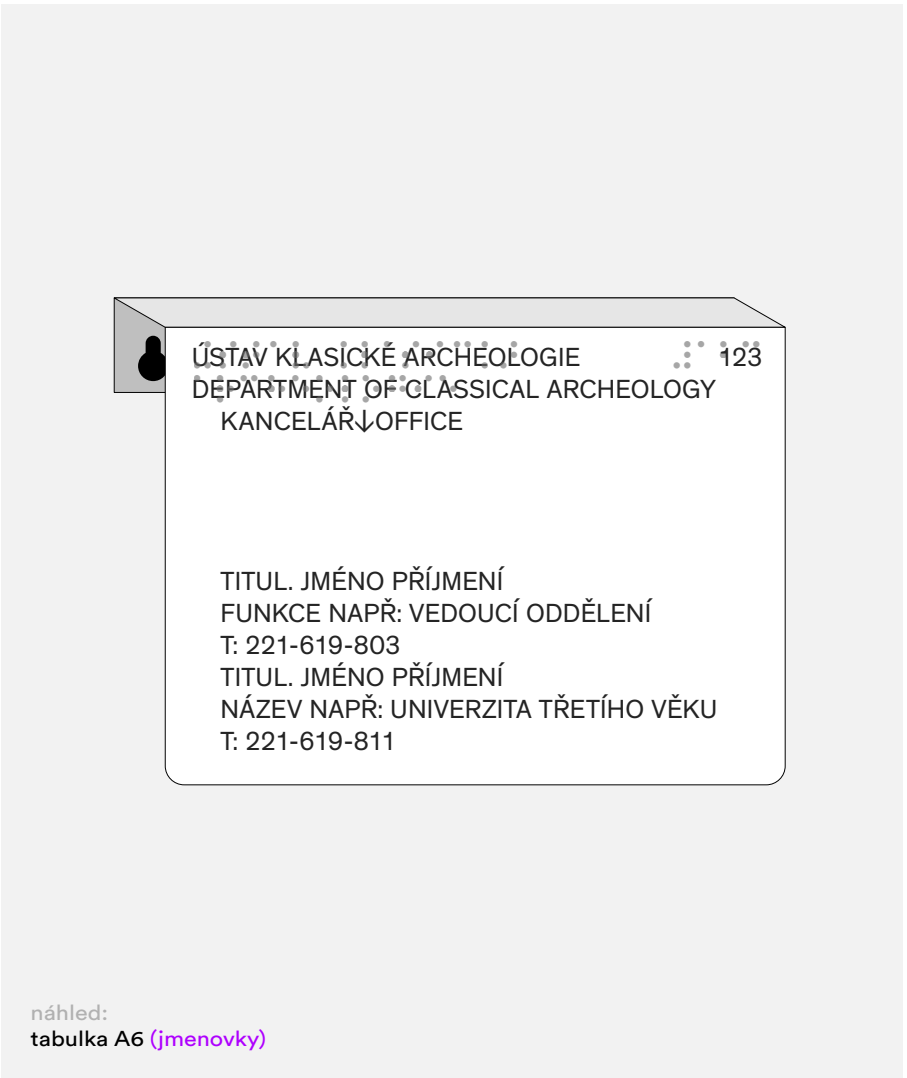 ÚSTAV KLASICKÉ ARCHEOLOGIE 123
DEPARTMENT OF CLASSICAL ARCHEOLOGY
KANCELÁŘ↓OFFICE
TITUL. JMÉNO PŘÍJMENÍ
FUNKCE NAPŘ: VEDOUCÍ ODDĚLENÍ
T: 221-619-803
TITUL. JMÉNO PŘÍJMENÍ
NÁZEV NAPŘ: UNIVERZITA TŘETÍHO VĚKU
T: 221-619-811
náhled:
tabulka A6 (jmenovky)